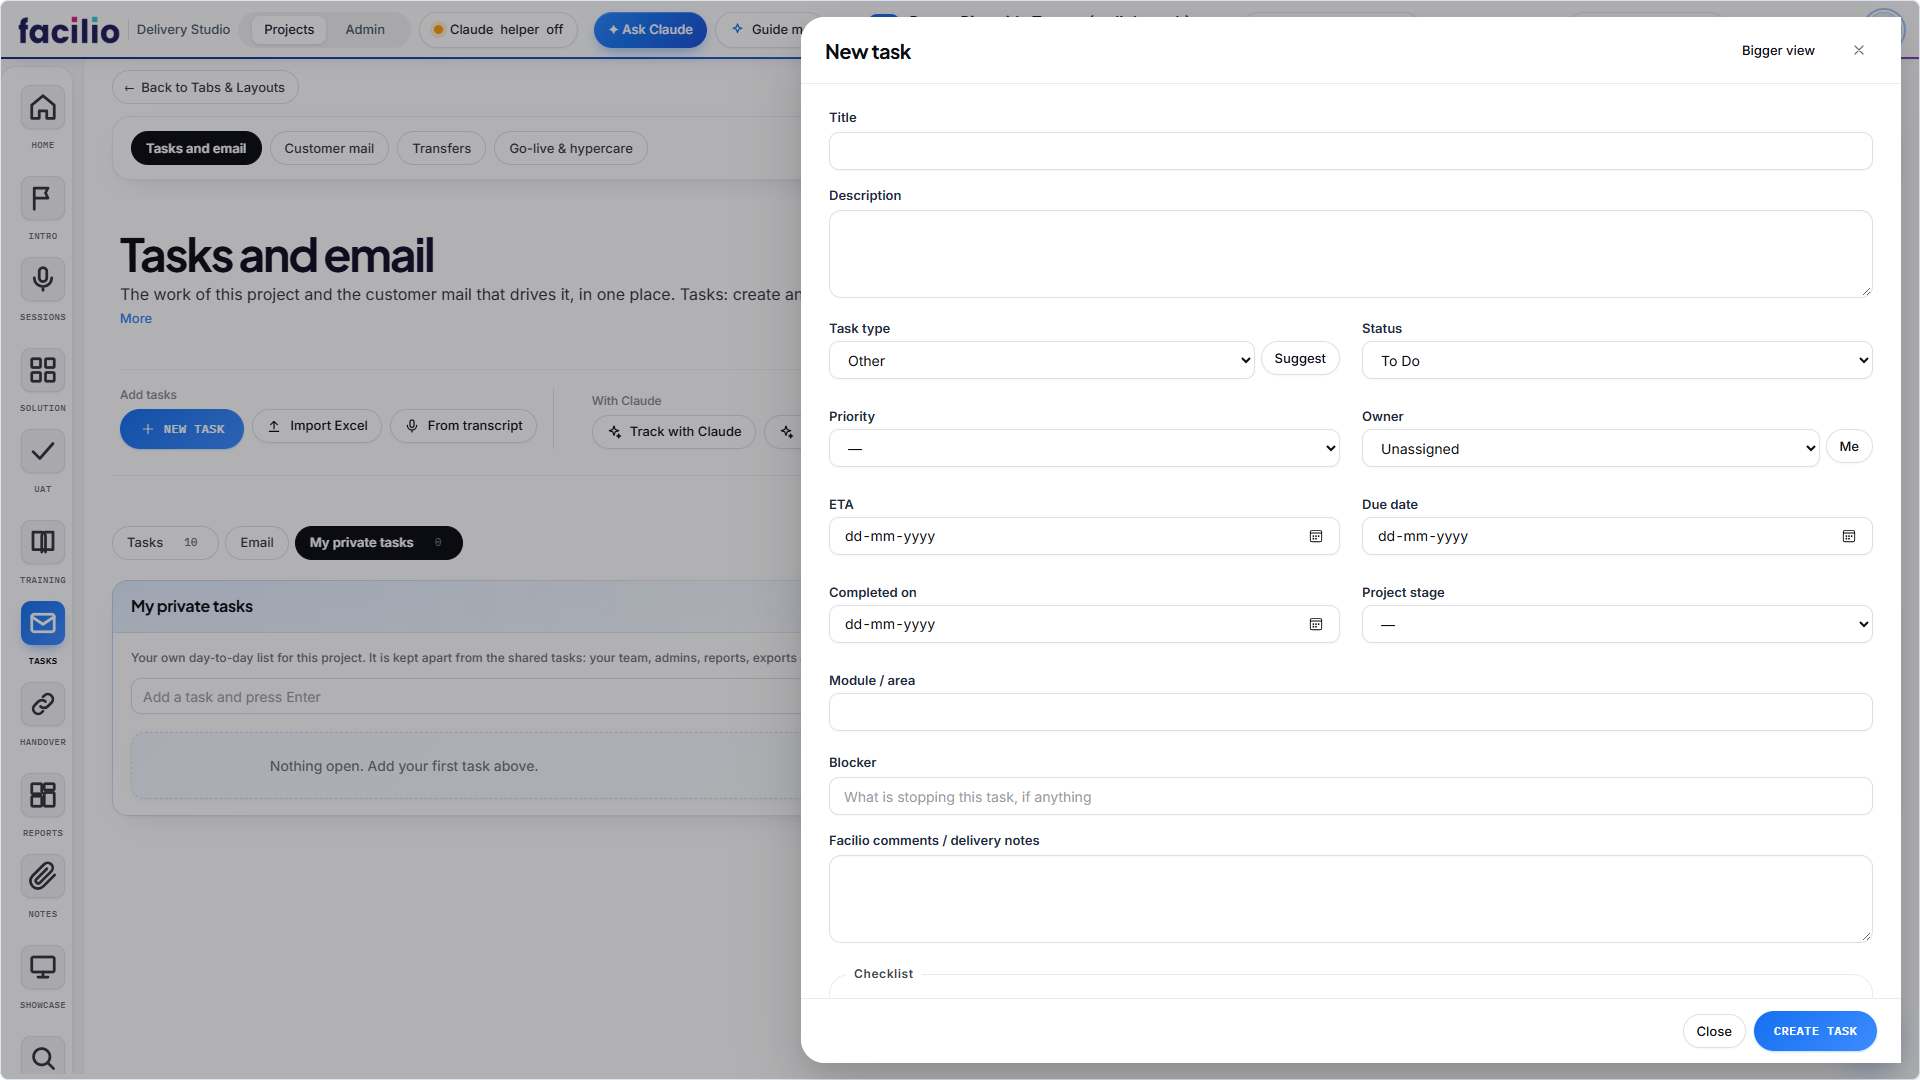 facilio
Delivery Studio
Projects
Admin
Claude helper off
✦ Ask Claude
Guide m
New task
Bigger view
← Back to Tabs & Layouts
Tasks and email
Customer mail
Transfers
Go-live & hypercare
HOME
INTRO
SESSIONS
SOLUTION
UAT
TRAINING
TASKS
HANDOVER
REPORTS
NOTES
SHOWCASE
Tasks and email
The work of this project and the customer mail that drives it, in one place. Tasks: create an
More
Add tasks
+ NEW TASK
Import Excel
From transcript
With Claude
Track with Claude
Tasks 10
Email
My private tasks 0
My private tasks
Your own day-to-day list for this project. It is kept apart from the shared tasks: your team, admins, reports, exports
Add a task and press Enter
Nothing open. Add your first task above.
Title
Description
Task type
Other
Suggest
Status
To Do
Priority
—
Owner
Unassigned
Me
ETA
dd-mm-yyyy
Due date
dd-mm-yyyy
Completed on
dd-mm-yyyy
Project stage
—
Module / area
Blocker
What is stopping this task, if anything
Facilio comments / delivery notes
Checklist
Close
CREATE TASK